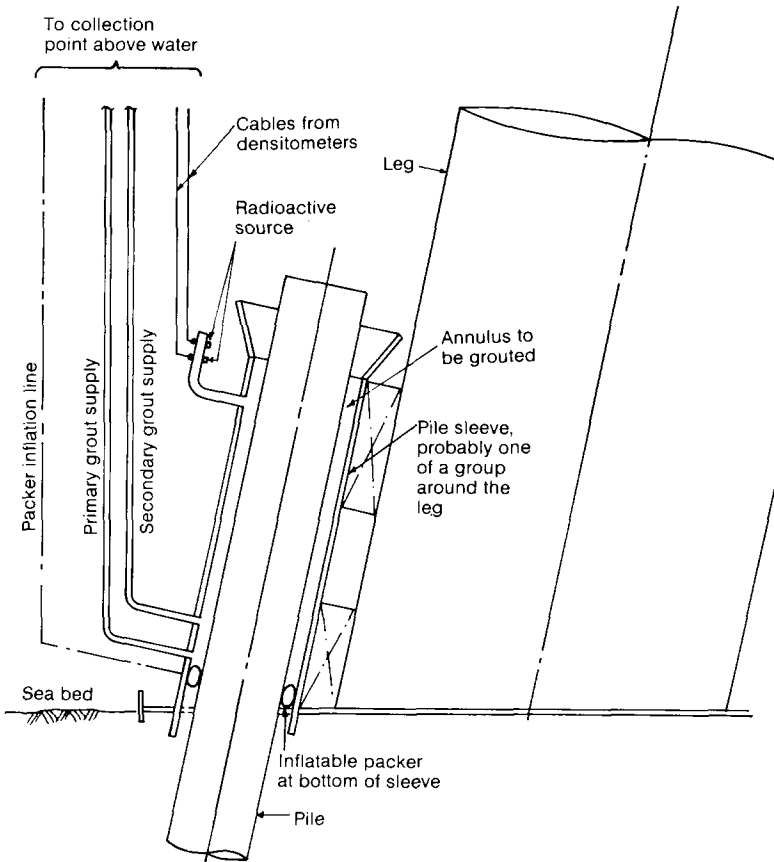 To collection
point above water
Cables from
densitometers
Leg
Radioactive
source
Annulus to
be grouted
Pile sleeve,
probably one
of a group
around the
leg
Packer inflation line
Primary grout supply
Secondary grout supply
Sea bed
Inflatable packer
at bottom of sleeve
Pile